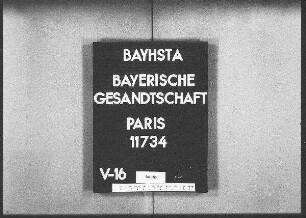 BAYHSTA
BAYERISCHE
GESANDTSCHAFT
PARIS
11734
V-16